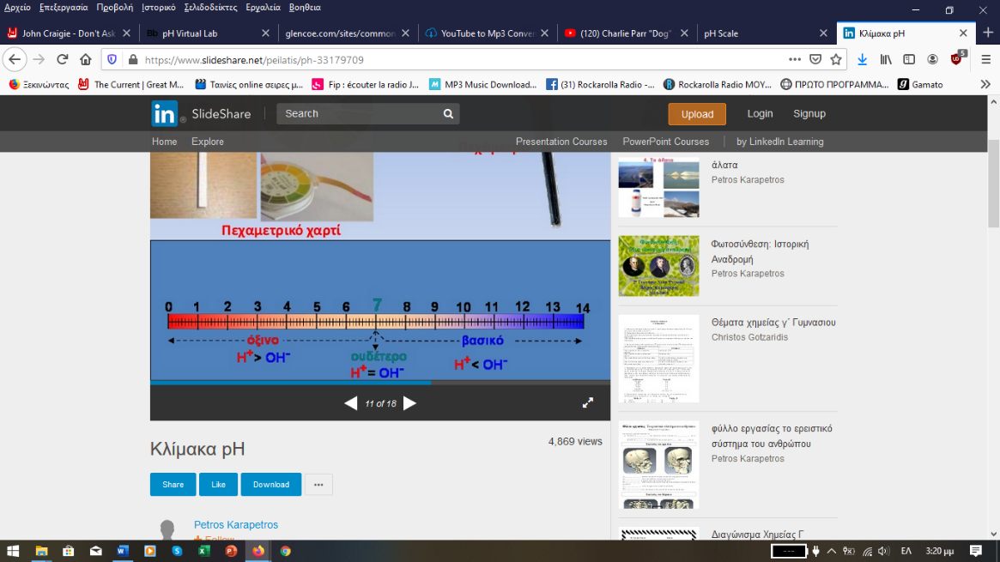 Αρχείο Επεξεργασία Προβολή Ιστορικό Σελιδοδείκτες Εργαλεία Βοήθεια
John Craigie - Don't Ask
pH Virtual Lab
glencoe.com/sites/common
YouTube to Mp3 Conver
(120) Charlie Parr "Dog"
pH Scale
Κλίμακα pH
https://www.slideshare.net/peilatis/ph-33179709
5
Ξεκινώντας
The Current | Great M...
Ταινίες online σειρες μ...
Fip : écouter la radio J...
MP3 Music Download...
(31) Rockarolla Radio -...
Rockarolla Radio ΜΟΥ...
ΠΡΩΤΟ ΠΡΟΓΡΑΜΜΑ...
Gamato
in SlideShare
Search
Upload
Login
Signup
Home
Explore
Presentation Courses
PowerPoint Courses
by LinkedIn Learning
Πεχαμετρικό χαρτί
0 1 2 3 4 5 6 7 8 9 10 11 12 13 14
όξινο
βασικό
H+> OH-
ουδέτερο
H+= OH-
H+< OH-
11 of 18
Κλίμακα pH
4,869 views
Share
Like
Download
Petros Karapetros
Follow
4. Τα άλατα
άλατα
Petros Karapetros
Φωτοσύνθεση: Ιστορική
Αναδρομή
Petros Karapetros
Θέματα χημείας γ΄ Γυμνασιου
Christos Gotzaridis
φύλλο εργασίας το ερειστικό
σύστημα του ανθρώπου
Petros Karapetros
Διαγώνισμα Χημείας Γ
ΕΛ
3:20 μμ